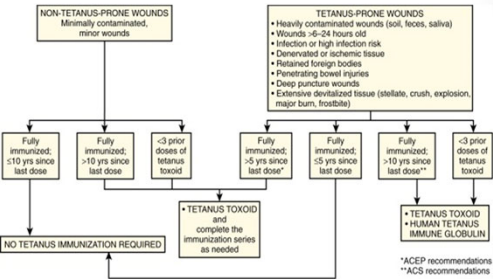 NON-TETANUS-PRONE WOUNDS
Minimally contaminated,
minor wounds
TETANUS-PRONE WOUNDS
• Heavily contaminated wounds (soil, feces, saliva)
• Wounds >6–24 hours old
• Infection or high infection risk
• Denervated or ischemic tissue
• Retained foreign bodies
• Penetrating bowel injuries
• Deep puncture wounds
• Extensive devitalized tissue (stellate, crush, explosion,
major burn, frostbite)
Fully
immunized;
≤10 yrs since
last dose
Fully
immunized;
>10 yrs since
last dose
<3 prior
doses of
tetanus
toxoid
Fully
immunized;
>5 yrs since
last dose*
Fully
immunized;
≤5 yrs since
last dose
Fully
immunized;
>10 yrs since
last dose**
<3 prior
doses of
tetanus
toxoid
• TETANUS TOXOID
and
complete the
immunization series
as needed
• TETANUS TOXOID
• HUMAN TETANUS
IMMUNE GLOBULIN
NO TETANUS IMMUNIZATION REQUIRED
*ACEP recommendations
**ACS recommendations